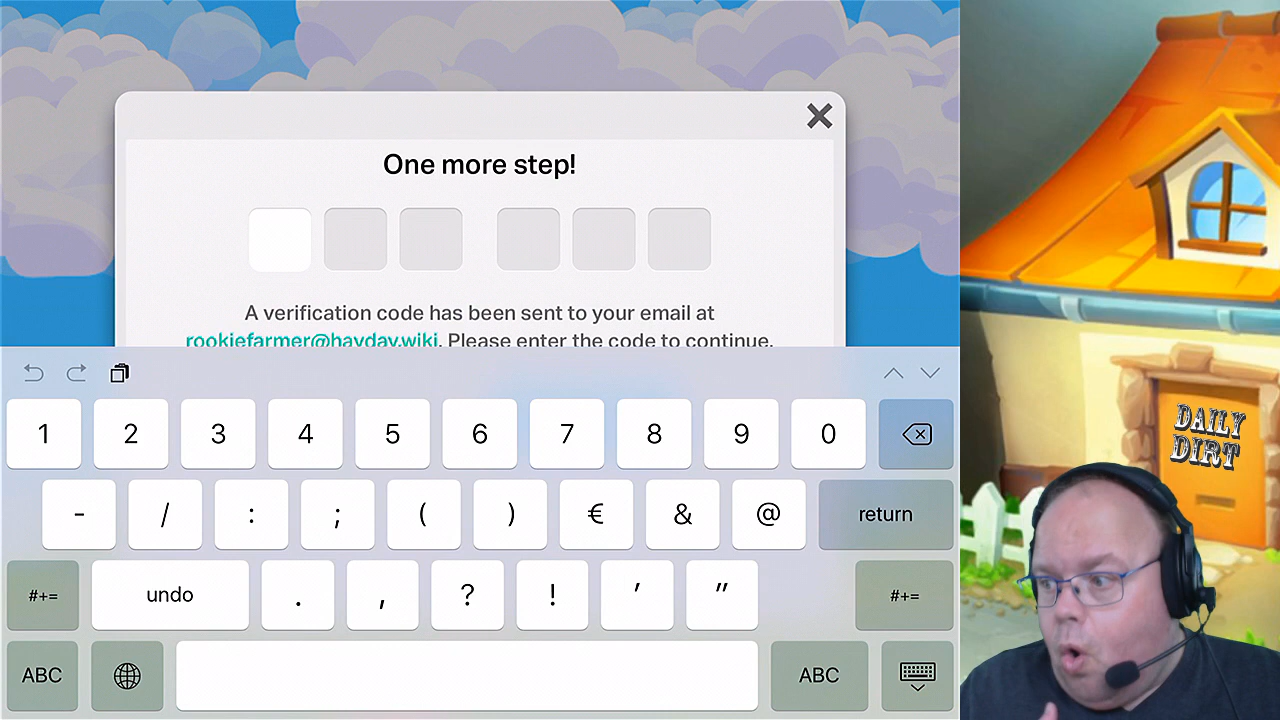 One more step!
A verification code has been sent to your email at
rookiefarmer@hayday.wiki. Please enter the code to continue.
1 2 3 4 5 6 7 8 9 0
- / : ; ( ) € & @ return
#+= undo . , ? ! ’ ” #+=
ABC ABC
DAILY
DIRT